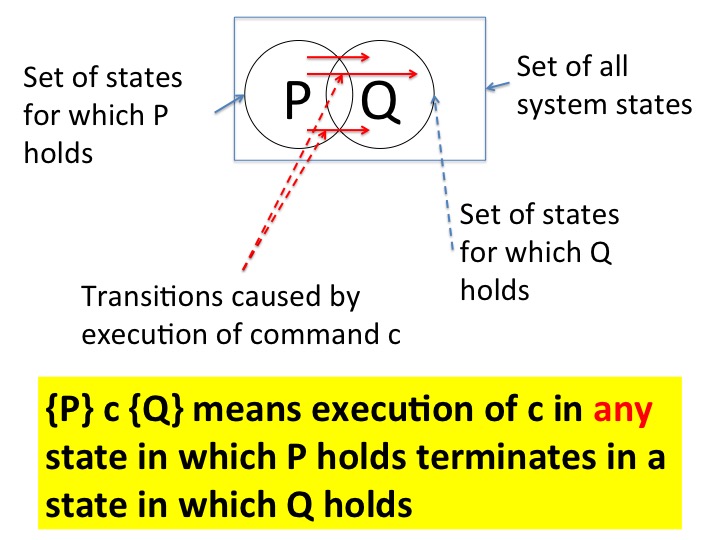 Set of states
for which P
holds
P
Q
Set of all
system states
Set of states
for which Q
holds
Transitions caused by
execution of command c
{P} c {Q} means execution of c in any
state in which P holds terminates in a
state in which Q holds